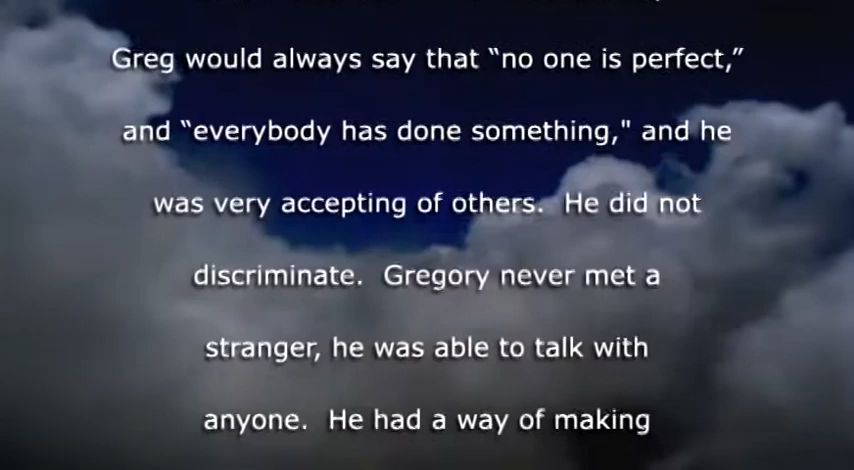 Greg would always say that “no one is perfect,”
and “everybody has done something," and he
was very accepting of others.  He did not
discriminate.  Gregory never met a
stranger, he was able to talk with
anyone.  He had a way of making